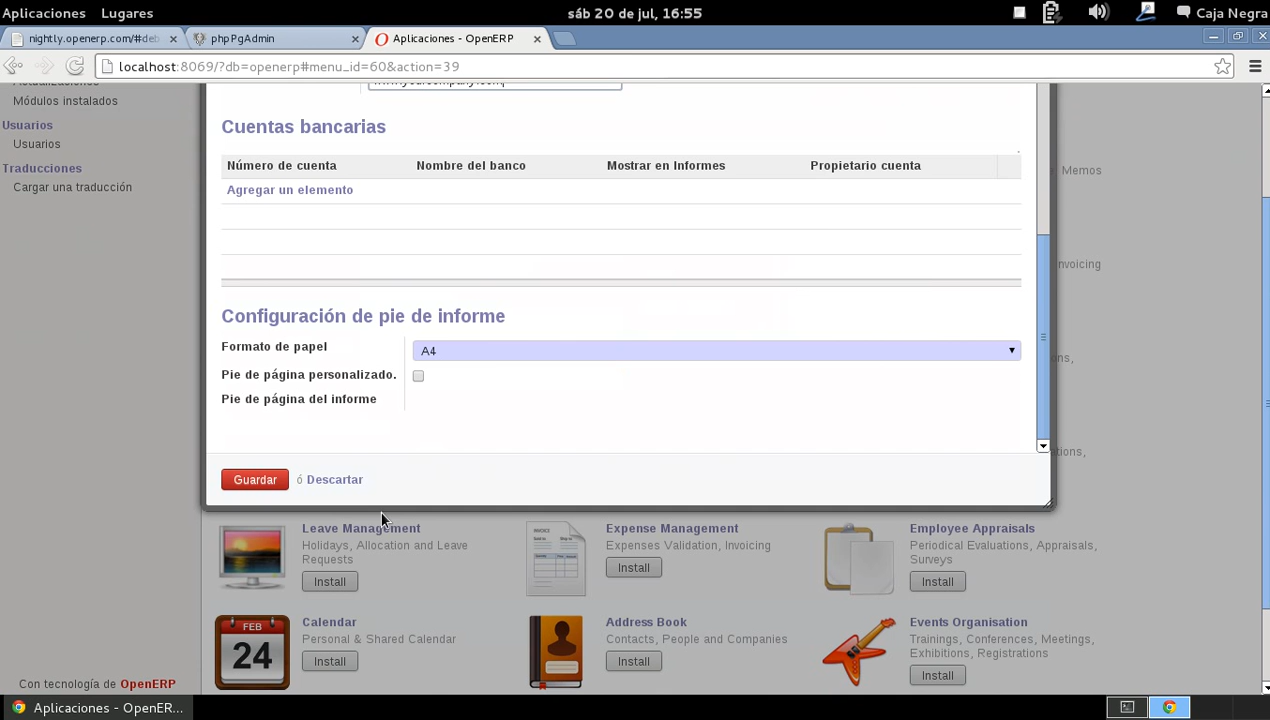 Aplicaciones Lugares sáb 20 de jul, 16:55 Caja Negra
nightly.openerp.com/#deb phpPgAdmin Aplicaciones - OpenERP
localhost:8069/?db=openerp#menu_id=60&action=39
Módulos instalados
Usuarios
Usuarios
Traducciones
Cargar una traducción
Cuentas bancarias
Número de cuenta Nombre del banco Mostrar en Informes Propietario cuenta
Agregar un elemento
Memos
nvoicing
Configuración de pie de informe
Formato de papel A4
Pie de página personalizado.
Pie de página del informe
Guardar ó Descartar
Leave Management
Holidays, Allocation and Leave
Requests
Install
Expense Management
Expenses Validation, Invoicing
Install
Employee Appraisals
Periodical Evaluations, Appraisals,
Surveys
Install
FEB
24
Calendar
Personal & Shared Calendar
Install
Address Book
Contacts, People and Companies
Install
Events Organisation
Trainings, Conferences, Meetings,
Exhibitions, Registrations
Install
Con tecnología de OpenERP
Aplicaciones - OpenER...